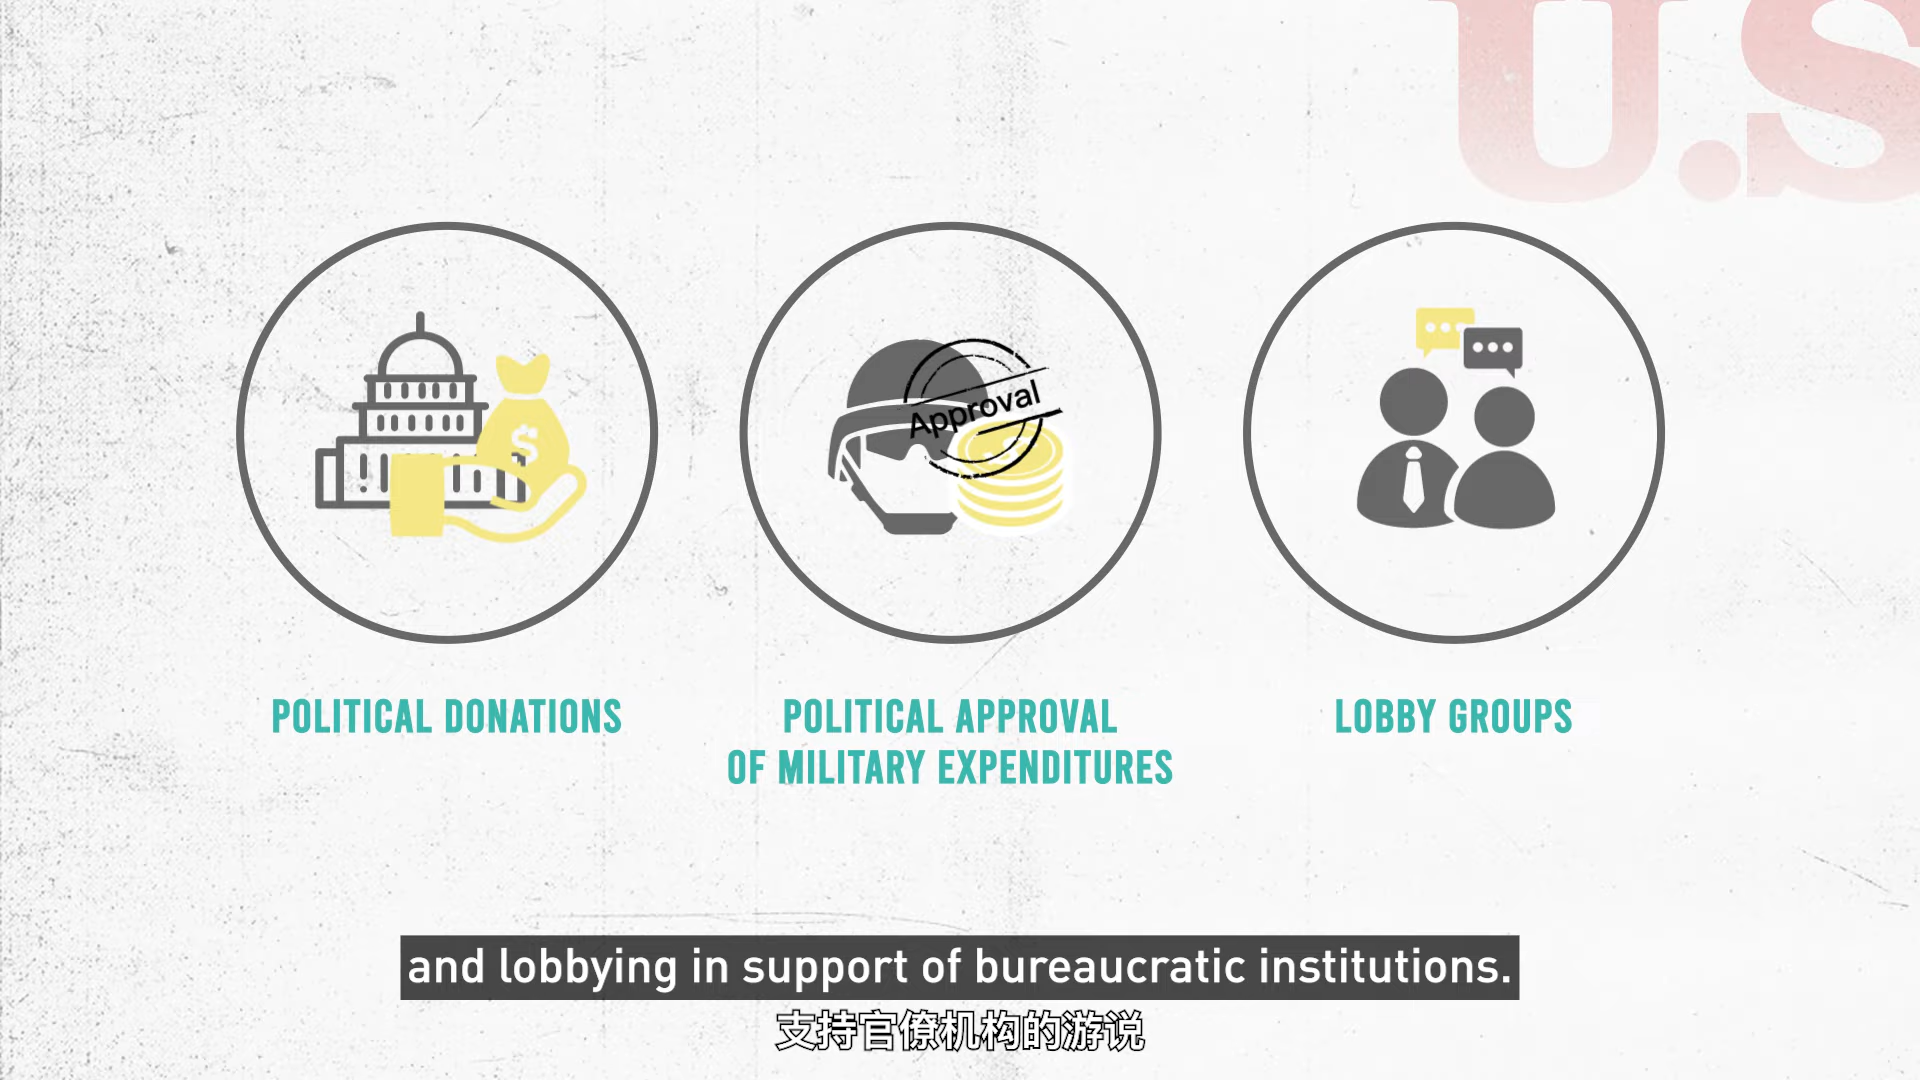 U.S
Approval
POLITICAL DONATIONS
POLITICAL APPROVAL
OF MILITARY EXPENDITURES
LOBBY GROUPS
and lobbying in support of bureaucratic institutions.
支持官僚机构的游说